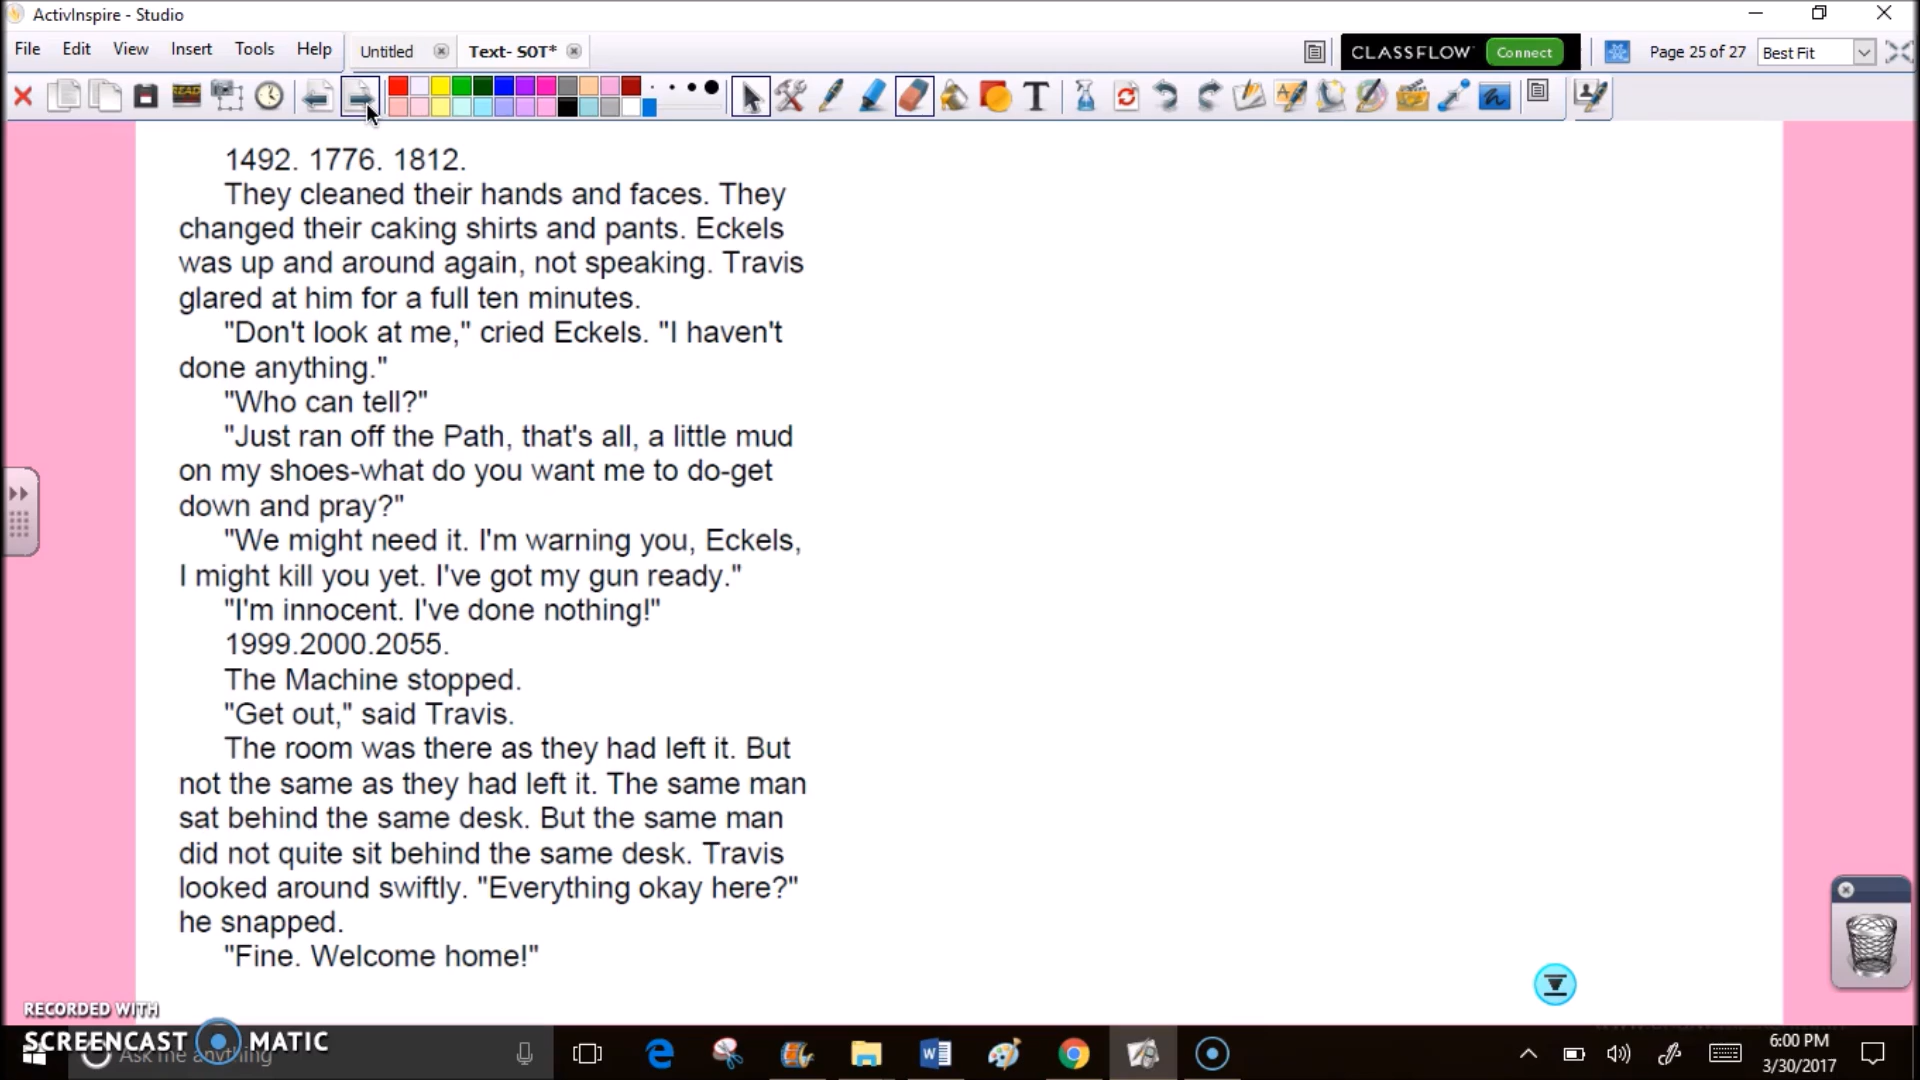 ActivInspire - Studio
File Edit View Insert Tools Help Untitled Text- SOT* CLASSFLOW Connect Page 25 of 27 Best Fit
READ T
1492. 1776. 1812.
They cleaned their hands and faces. They
changed their caking shirts and pants. Eckels
was up and around again, not speaking. Travis
glared at him for a full ten minutes.
"Don't look at me," cried Eckels. "I haven't
done anything."
"Who can tell?"
"Just ran off the Path, that's all, a little mud
on my shoes-what do you want me to do-get
down and pray?"
"We might need it. I'm warning you, Eckels,
I might kill you yet. I've got my gun ready."
"I'm innocent. I've done nothing!"
1999.2000.2055.
The Machine stopped.
"Get out," said Travis.
The room was there as they had left it. But
not the same as they had left it. The same man
sat behind the same desk. But the same man
did not quite sit behind the same desk. Travis
looked around swiftly. "Everything okay here?"
he snapped.
"Fine. Welcome home!"
RECORDED WITH
SCREENCAST MATIC
Ask me anything
6:00 PM
3/30/2017